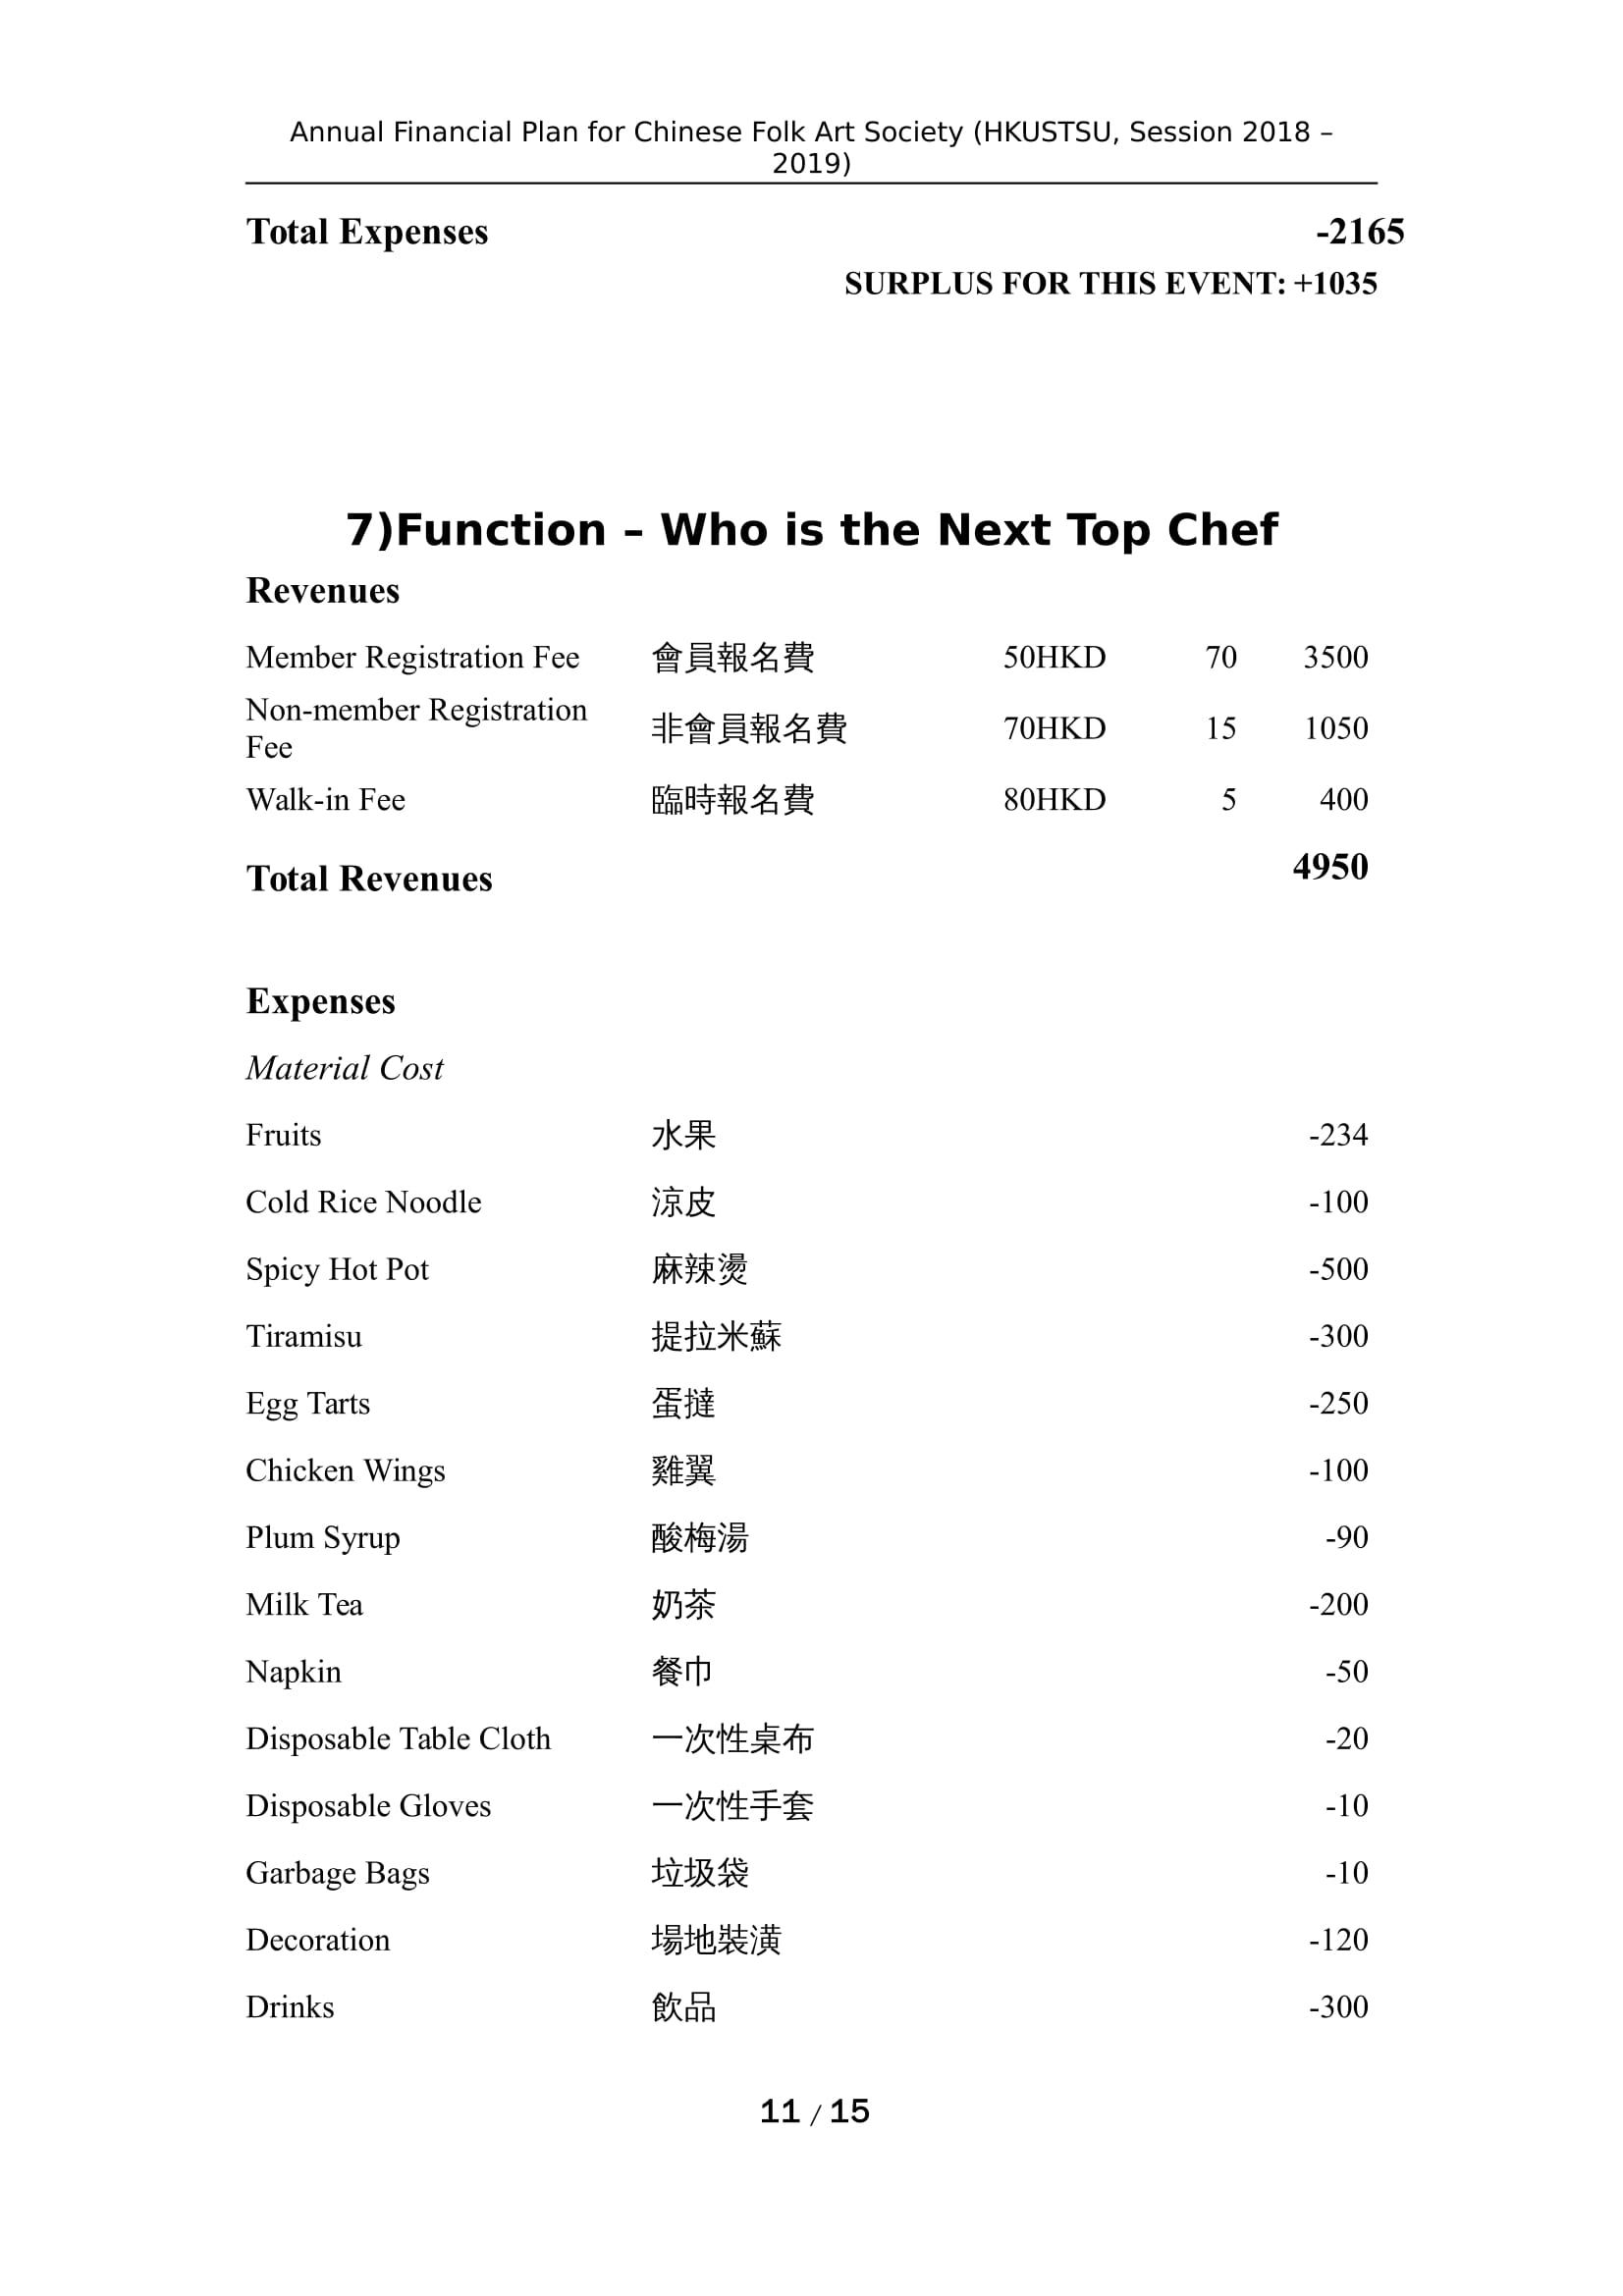 Annual Financial Plan for Chinese Folk Art Society (HKUSTSU, Session 2018 –
2019)
Total Expenses -2165
SURPLUS FOR THIS EVENT: +1035
7)Function – Who is the Next Top Chef
Revenues
Member Registration Fee 會員報名費 50HKD 70 3500
Non-member Registration
Fee 非會員報名費 70HKD 15 1050
Walk-in Fee 臨時報名費 80HKD 5 400
Total Revenues 4950
Expenses
Material Cost
Fruits 水果 -234
Cold Rice Noodle 涼皮 -100
Spicy Hot Pot 麻辣燙 -500
Tiramisu 提拉米蘇 -300
Egg Tarts 蛋撻 -250
Chicken Wings 雞翼 -100
Plum Syrup 酸梅湯 -90
Milk Tea 奶茶 -200
Napkin 餐巾 -50
Disposable Table Cloth 一次性桌布 -20
Disposable Gloves 一次性手套 -10
Garbage Bags 垃圾袋 -10
Decoration 場地裝潢 -120
Drinks 飲品 -300
11 / 15